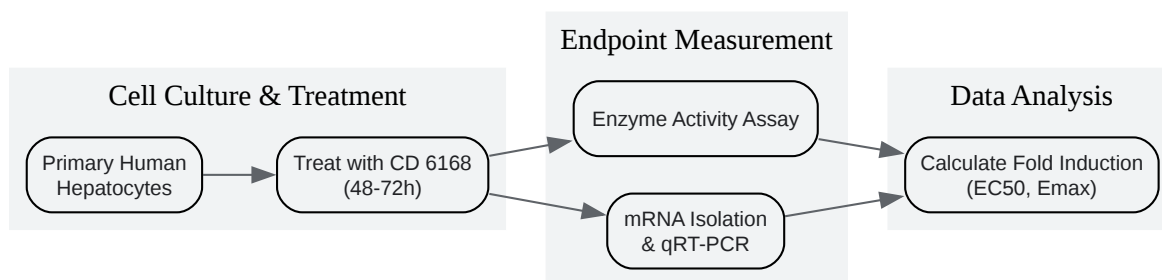 Cell Culture & Treatment
Primary Human
Hepatocytes
Treat with CD 6168
(48-72h)
Endpoint Measurement
Enzyme Activity Assay
mRNA Isolation
& qRT-PCR
Data Analysis
Calculate Fold Induction
(EC50, Emax)